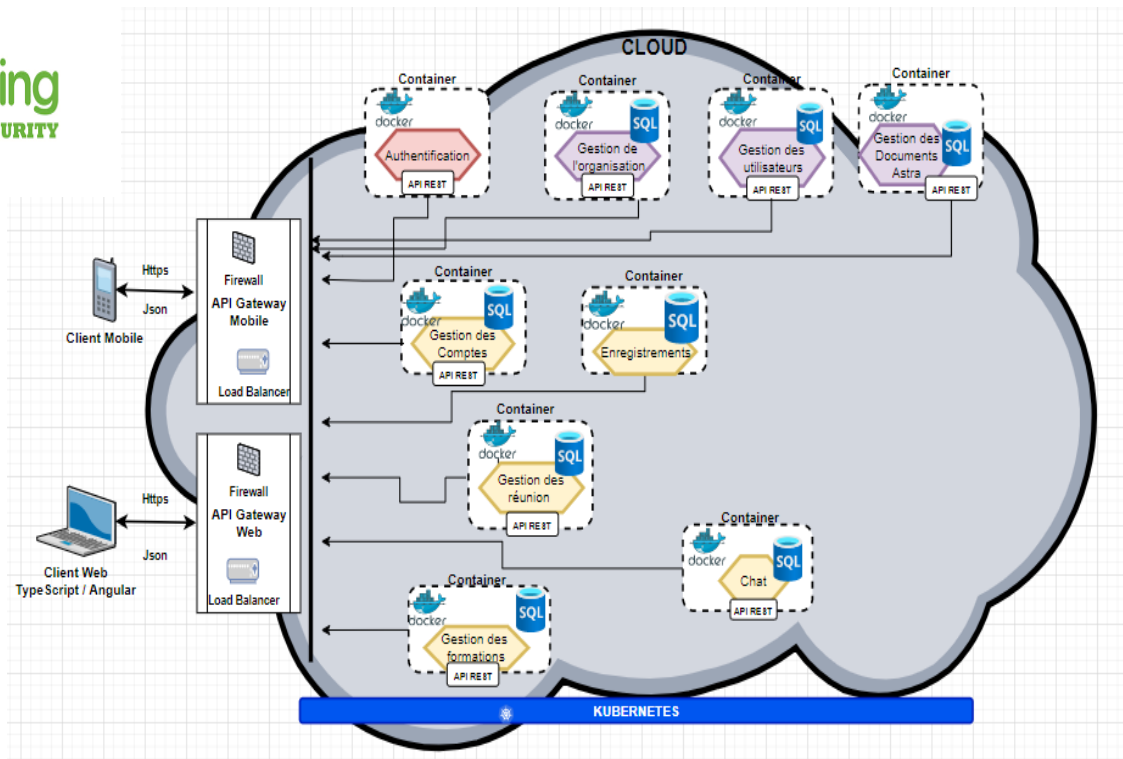 ing
URITY
CLOUD
Container
docker
Authentification
API REST
Container
docker
SQL
Gestion de
l'organisation
API REST
Container
docker
SQL
Gestion des
utilisateurs
API REST
Container
docker
SQL
Gestion des
Documents
Astra
API REST
Https
Json
Client Mobile
Firewall
API Gateway
Mobile
Load Balancer
Container
docker
SQL
Gestion des
Comptes
API REST
Container
docker
SQL
Enregistrements
Container
docker
SQL
Gestion des
réunion
API REST
Https
Json
Client Web
TypeScript / Angular
Firewall
API Gateway
Web
Load Balancer
Container
docker
SQL
Chat
API REST
Container
docker
SQL
Gestion des
formations
API REST
KUBERNETES